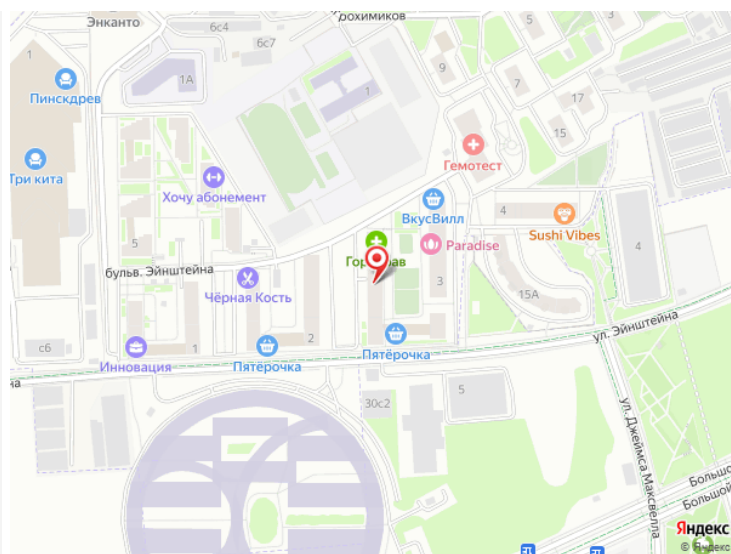 Энканто
6с4
6с7
рохимиков
1
Пинскдрев
1А
1
9
7
17
15
Гемотест
Три кита
Хочу абонемент
ВкусВилл
4
Sushi Vibes
5
бульв. Эйнштейна
Paradise
4
Чёрная Кость
3
15А
ул. Эйнштейна
с6
Инновация
1
Пятёрочка
2
Пятёрочка
на
30с2
5
ул. Джеймса Максвелла
Большо
Большой
Яндекс
© Яндекс